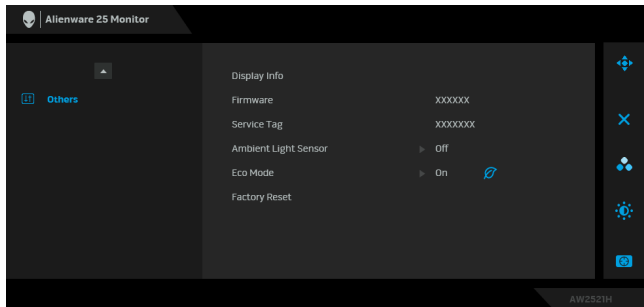 Alienware 25 Monitor
Others
Display Info
Firmware XXXXXX
Service Tag XXXXXXX
Ambient Light Sensor Off
Eco Mode On
Factory Reset
AW2521H